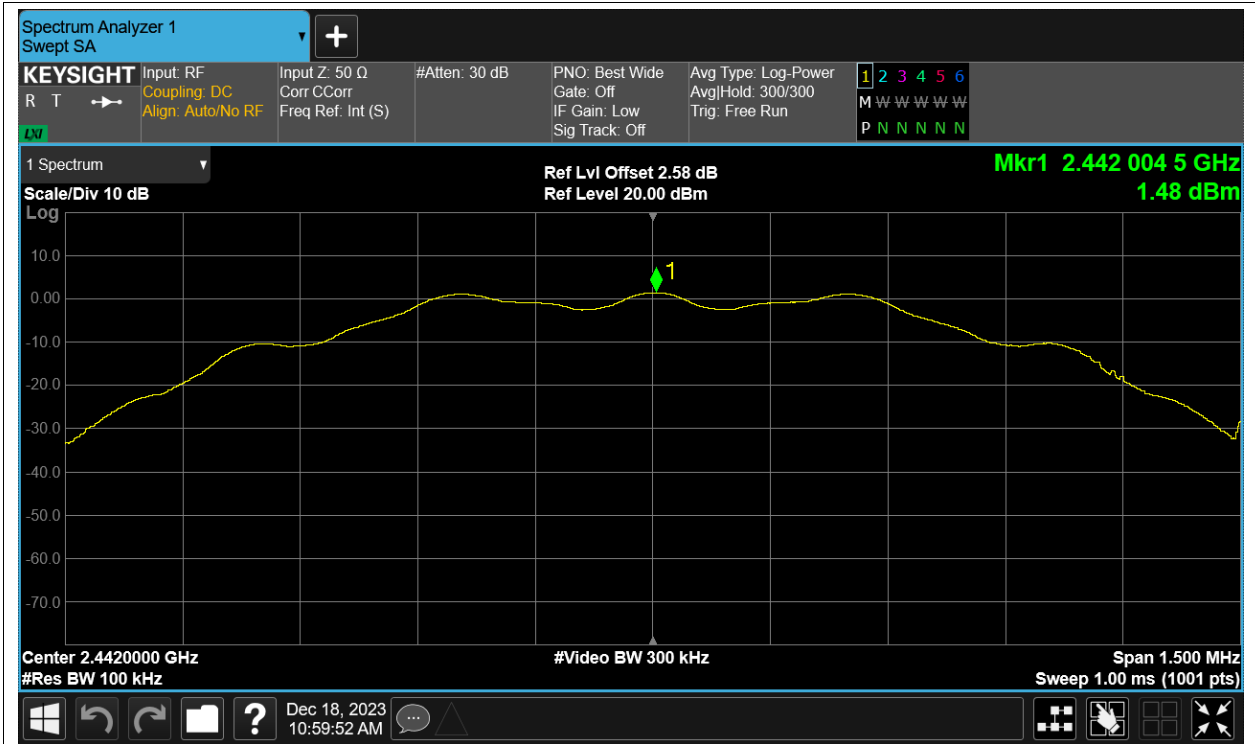 Spectrum Analyzer 1
Swept SA
+
KEYSIGHT
R T
LXI
Input: RF
Coupling: DC
Align: Auto/No RF
Input Z: 50 Ω
Corr CCorr
Freq Ref: Int (S)
#Atten: 30 dB
PNO: Best Wide
Gate: Off
IF Gain: Low
Sig Track: Off
Avg Type: Log-Power
Avg|Hold: 300/300
Trig: Free Run
1 2 3 4 5 6
M W W W W W
P N N N N N
1 Spectrum
Scale/Div 10 dB
Log
Ref Lvl Offset 2.58 dB
Ref Level 20.00 dBm
Mkr1 2.442 004 5 GHz
1.48 dBm
1
10.0
0.00
-10.0
-20.0
-30.0
-40.0
-50.0
-60.0
-70.0
Center 2.4420000 GHz
#Res BW 100 kHz
#Video BW 300 kHz
Span 1.500 MHz
Sweep 1.00 ms (1001 pts)
?
Dec 18, 2023
10:59:52 AM